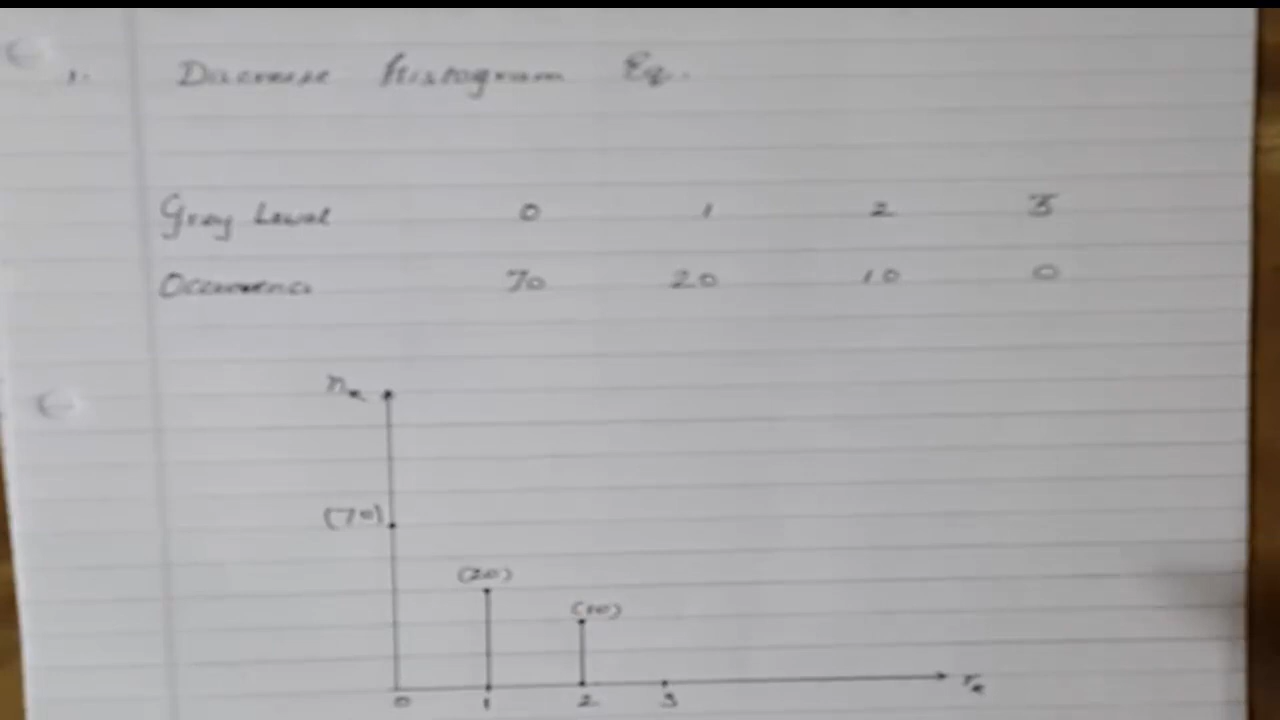 1. Discrete Histogram Eq.
Gray Level 0 1 2 3
Occurrence 70 20 10 0
nₖ
(70)
(20)
(10)
0 1 2 3 rₖ